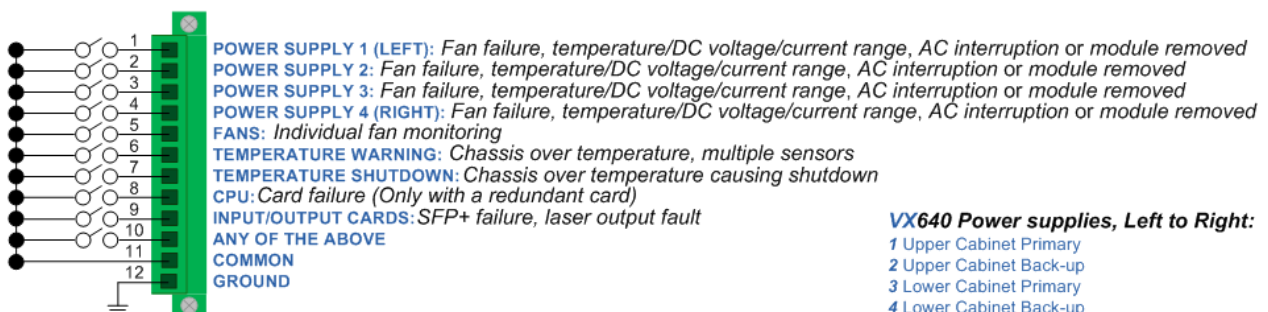 1 POWER SUPPLY 1 (LEFT): Fan failure, temperature/DC voltage/current range, AC interruption or module removed
2 POWER SUPPLY 2: Fan failure, temperature/DC voltage/current range, AC interruption or module removed
3 POWER SUPPLY 3: Fan failure, temperature/DC voltage/current range, AC interruption or module removed
4 POWER SUPPLY 4 (RIGHT): Fan failure, temperature/DC voltage/current range, AC interruption or module removed
5 FANS: Individual fan monitoring
6 TEMPERATURE WARNING: Chassis over temperature, multiple sensors
7 TEMPERATURE SHUTDOWN: Chassis over temperature causing shutdown
8 CPU: Card failure (Only with a redundant card)
9 INPUT/OUTPUT CARDS: SFP+ failure, laser output fault
10 ANY OF THE ABOVE
11 COMMON
12 GROUND
VX640 Power supplies, Left to Right:
1 Upper Cabinet Primary
2 Upper Cabinet Back-up
3 Lower Cabinet Primary
4 Lower Cabinet Back-up